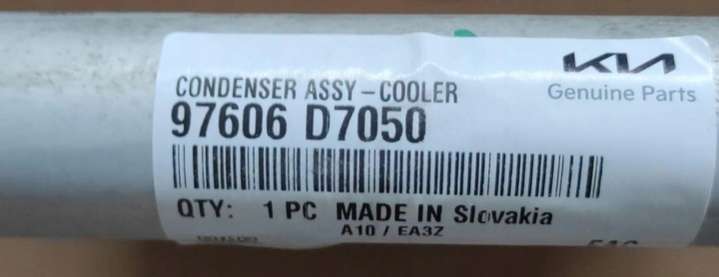 KIA
Genuine Parts
CONDENSER ASSY-COOLER
97606 D7050
QTY: 1 PC MADE IN Slovakia
A10 / EA3Z